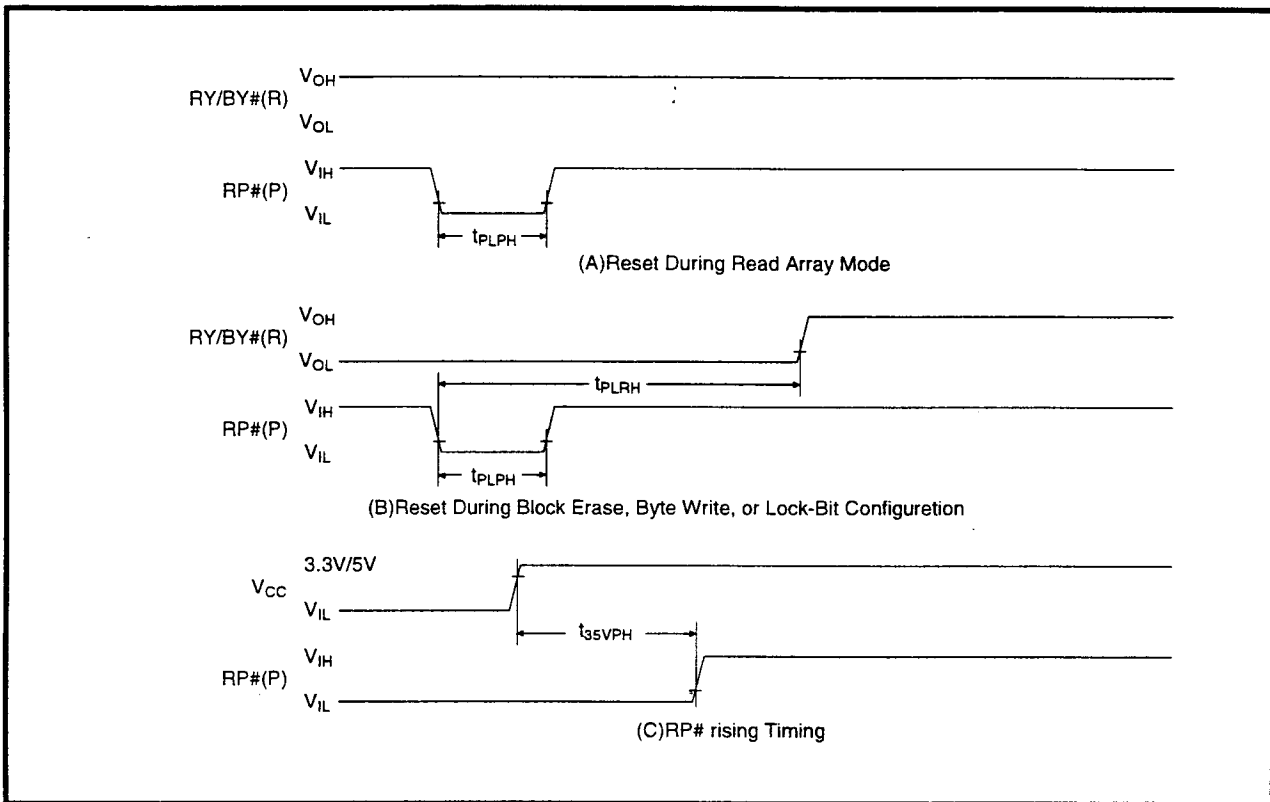 RY/BY#(R) VOH
VOL
RP#(P) VIH
VIL
tPLPH
(A)Reset During Read Array Mode
RY/BY#(R) VOH
VOL
tPLRH
RP#(P) VIH
VIL
tPLPH
(B)Reset During Block Erase, Byte Write, or Lock-Bit Configuretion
VCC 3.3V/5V
VIL
t35VPH
RP#(P) VIH
VIL
(C)RP# rising Timing